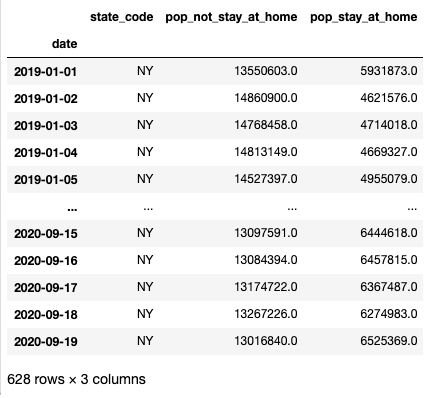 state_code pop_not_stay_at_home pop_stay_at_home
date
2019-01-01 NY 13550603.0 5931873.0
2019-01-02 NY 14860900.0 4621576.0
2019-01-03 NY 14768458.0 4714018.0
2019-01-04 NY 14813149.0 4669327.0
2019-01-05 NY 14527397.0 4955079.0
... ... ... ...
2020-09-15 NY 13097591.0 6444618.0
2020-09-16 NY 13084394.0 6457815.0
2020-09-17 NY 13174722.0 6367487.0
2020-09-18 NY 13267226.0 6274983.0
2020-09-19 NY 13016840.0 6525369.0
628 rows × 3 columns